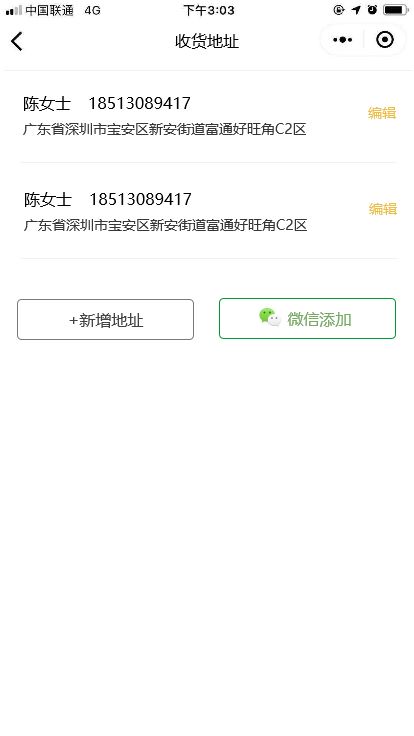 中国联通 4G 下午3:03
收货地址
陈女士 18513089417
编辑
广东省深圳市宝安区新安街道富通好旺角C2区
陈女士 18513089417
编辑
广东省深圳市宝安区新安街道富通好旺角C2区
+新增地址 微信添加